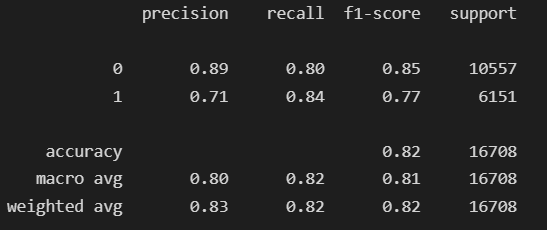 precision recall f1-score support
0 0.89 0.80 0.85 10557
1 0.71 0.84 0.77 6151
accuracy 0.82 16708
macro avg 0.80 0.82 0.81 16708
weighted avg 0.83 0.82 0.82 16708